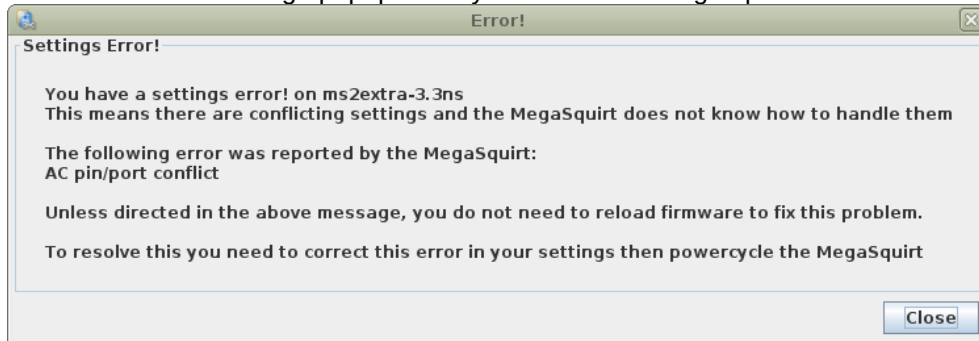 Error!
Settings Error!
You have a settings error! on ms2extra-3.3ns
This means there are conflicting settings and the MegaSquirt does not know how to handle them
The following error was reported by the MegaSquirt:
AC pin/port conflict
Unless directed in the above message, you do not need to reload firmware to fix this problem.
To resolve this you need to correct this error in your settings then powercycle the MegaSquirt
Close